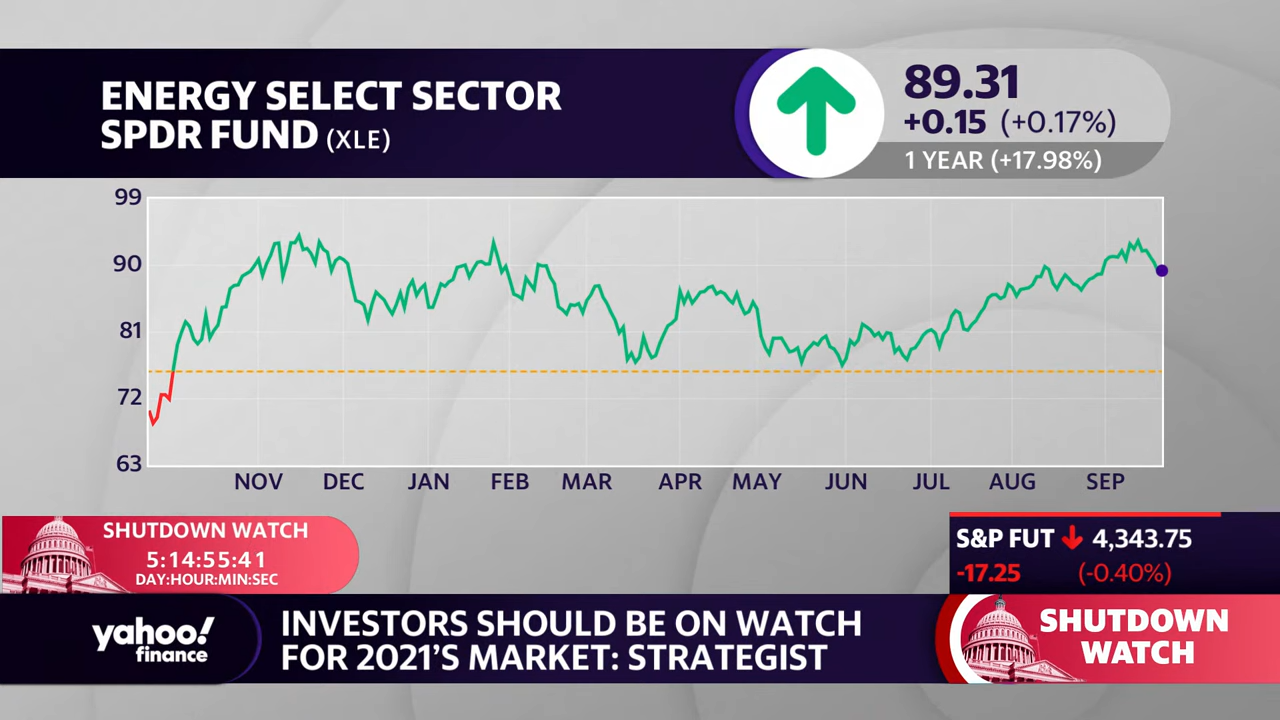 ENERGY SELECT SECTOR
SPDR FUND (XLE)
89.31
+0.15 (+0.17%)
1 YEAR (+17.98%)
99
90
81
72
63
NOV DEC JAN FEB MAR APR MAY JUN JUL AUG SEP
SHUTDOWN WATCH
5:14:55:41
DAY:HOUR:MIN:SEC
S&P FUT 4,343.75
-17.25 (-0.40%)
yahoo!
finance
INVESTORS SHOULD BE ON WATCH
FOR 2021'S MARKET: STRATEGIST
SHUTDOWN
WATCH